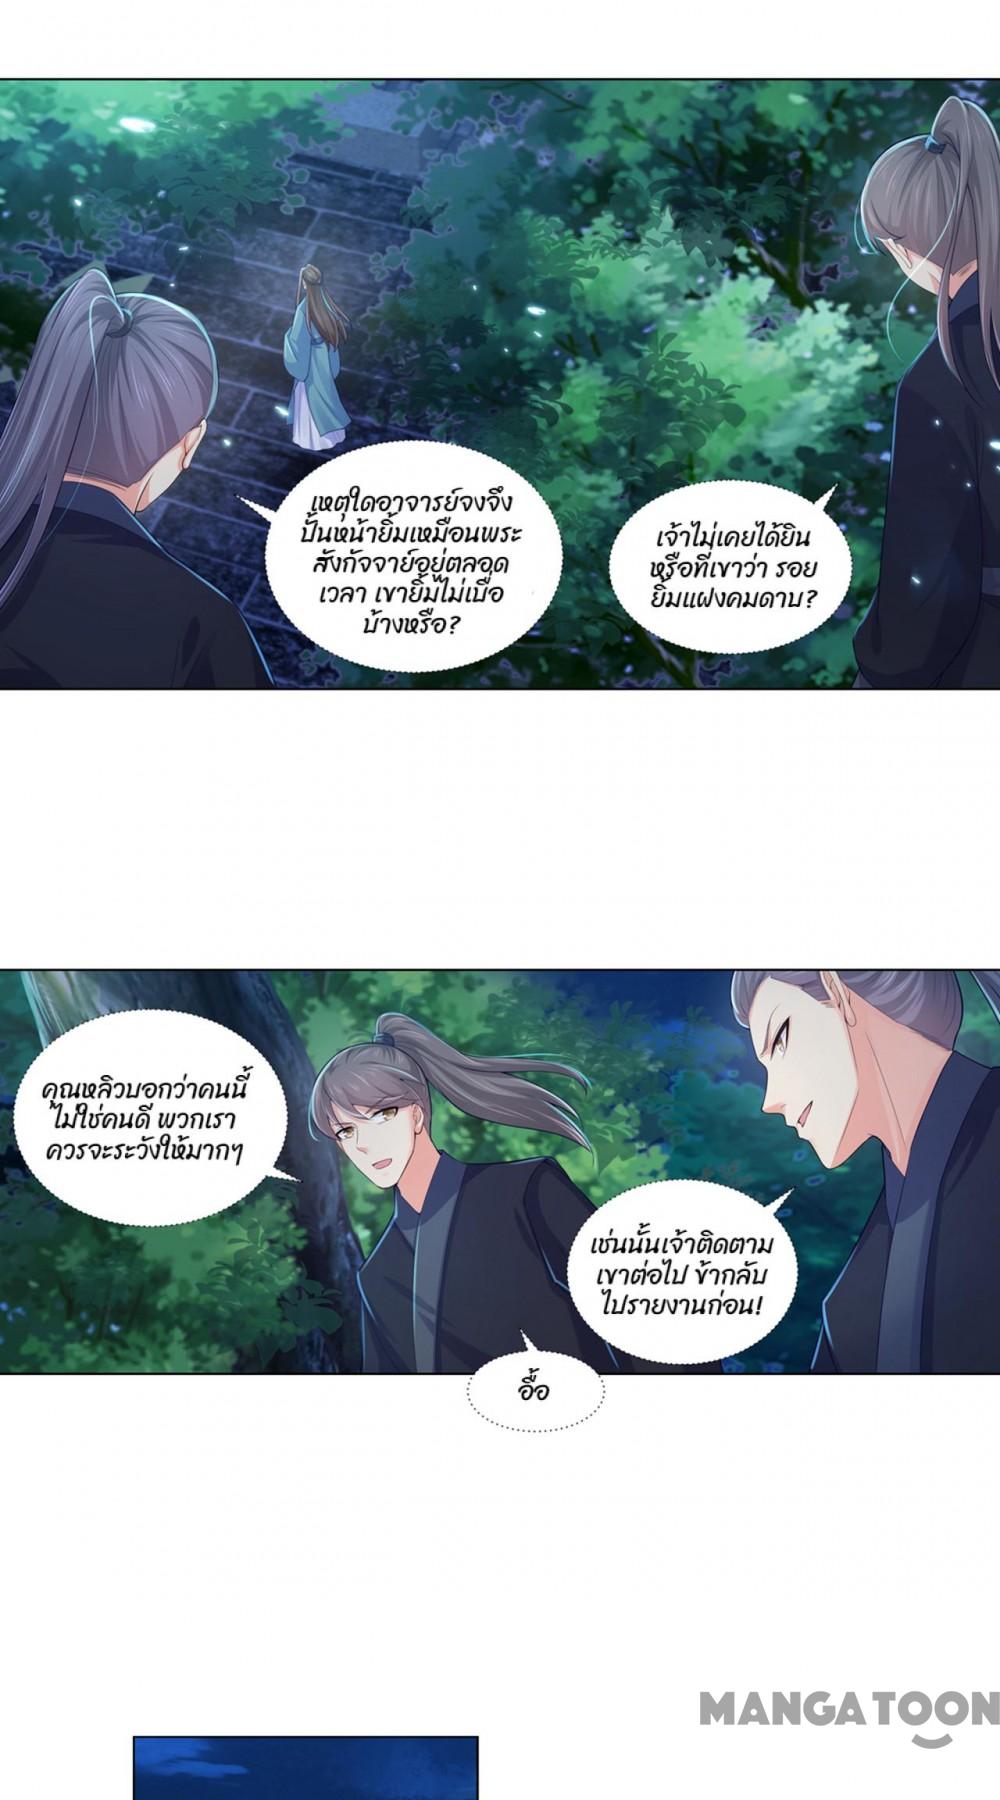 เหตุใดอาจารย์จงจึง
ปั้นหน้ายิ้มเหมือนพระ
สังกัจจายอยู่ตลอด
เวลา เขายิ้มไม่เบื่อ
บ้างหรือ?
เจ้าไม่เคยได้ยิน
หรือที่เขาว่า รอย
ยิ้มแฝงคมดาบ?
คุณหลิวบอกว่าคนนี้
ไม่ใช่คนดี พวกเรา
ควรจะระวังให้มากๆ
เช่นนั้นเจ้าติดตาม
เขาต่อไป ข้ากลับ
ไปรายงานก่อน!
อื้อ
MANGATOON